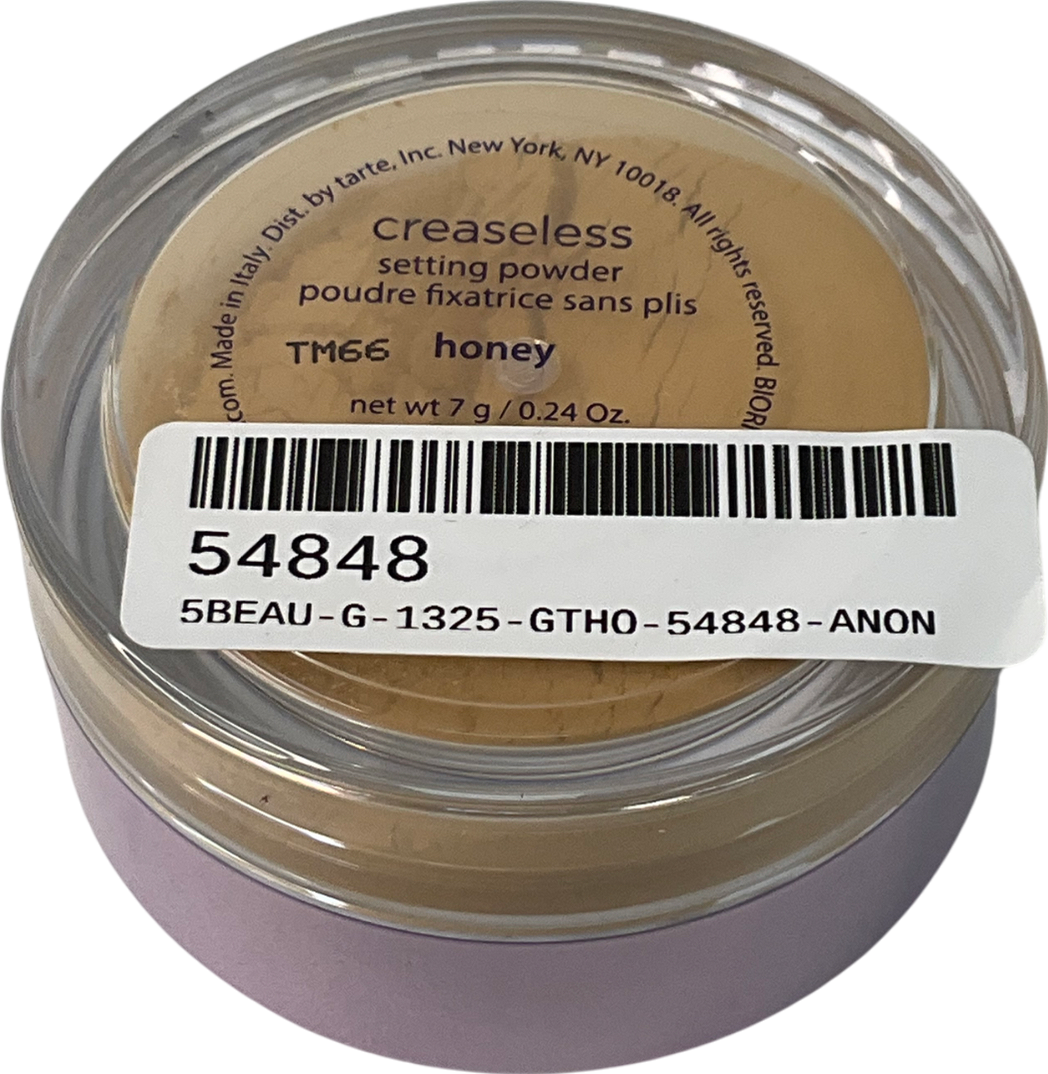 .com. Made in Italy. Dist. by tarte, Inc. New York, NY 10018. All rights reserved.
creaseless
setting powder
poudre fixatrice sans plis
TM66 honey
net wt 7 g / 0.24 Oz.
54848
5BEAU-G-1325-GTHO-54848-ANON